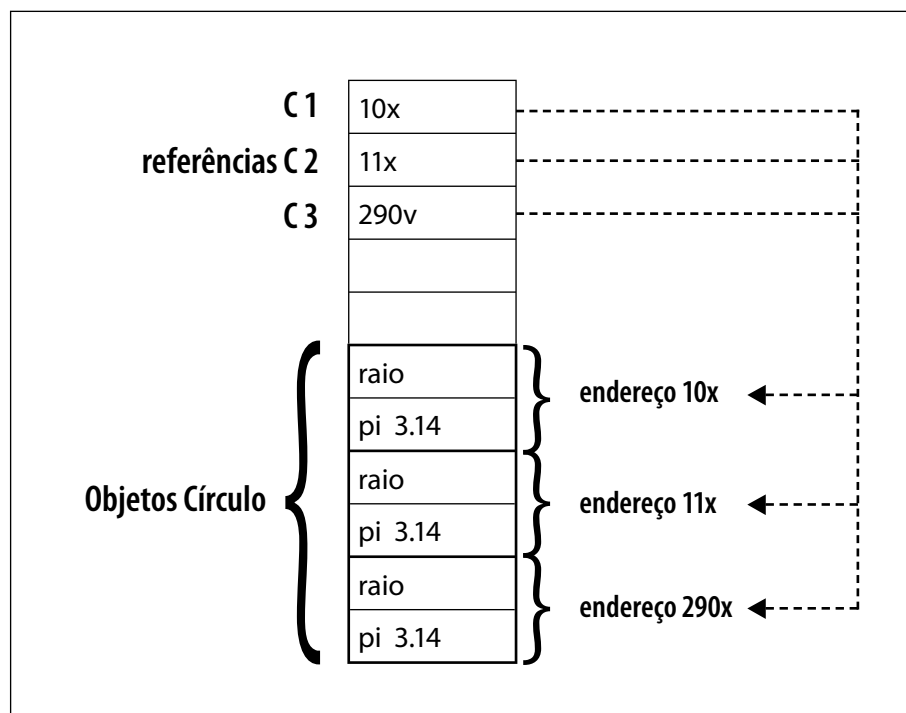 C 1 10x
referências C 2 11x
C 3 290v
raio
pi 3.14
endereço 10x
Objetos Círculo
raio
pi 3.14
endereço 11x
raio
pi 3.14
endereço 290x